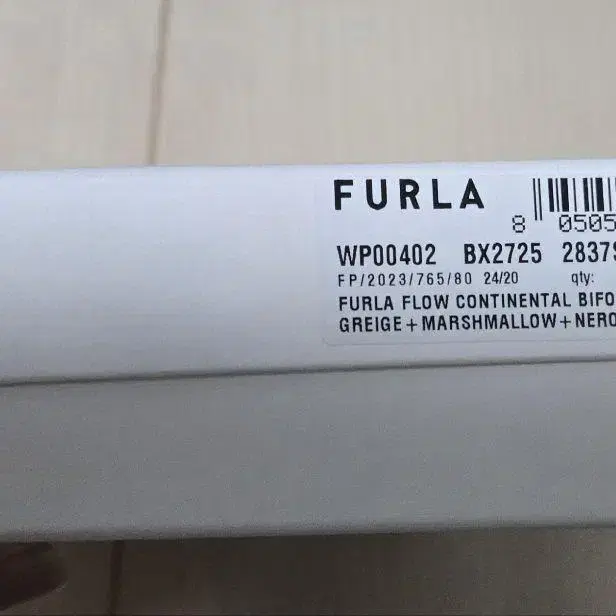 FURLA
8 0505
WP00402 BX2725 2837
FP/2023/765/80 24/20 qty:
FURLA FLOW CONTINENTAL BIFO
GREIGE+MARSHMALLOW+NERO